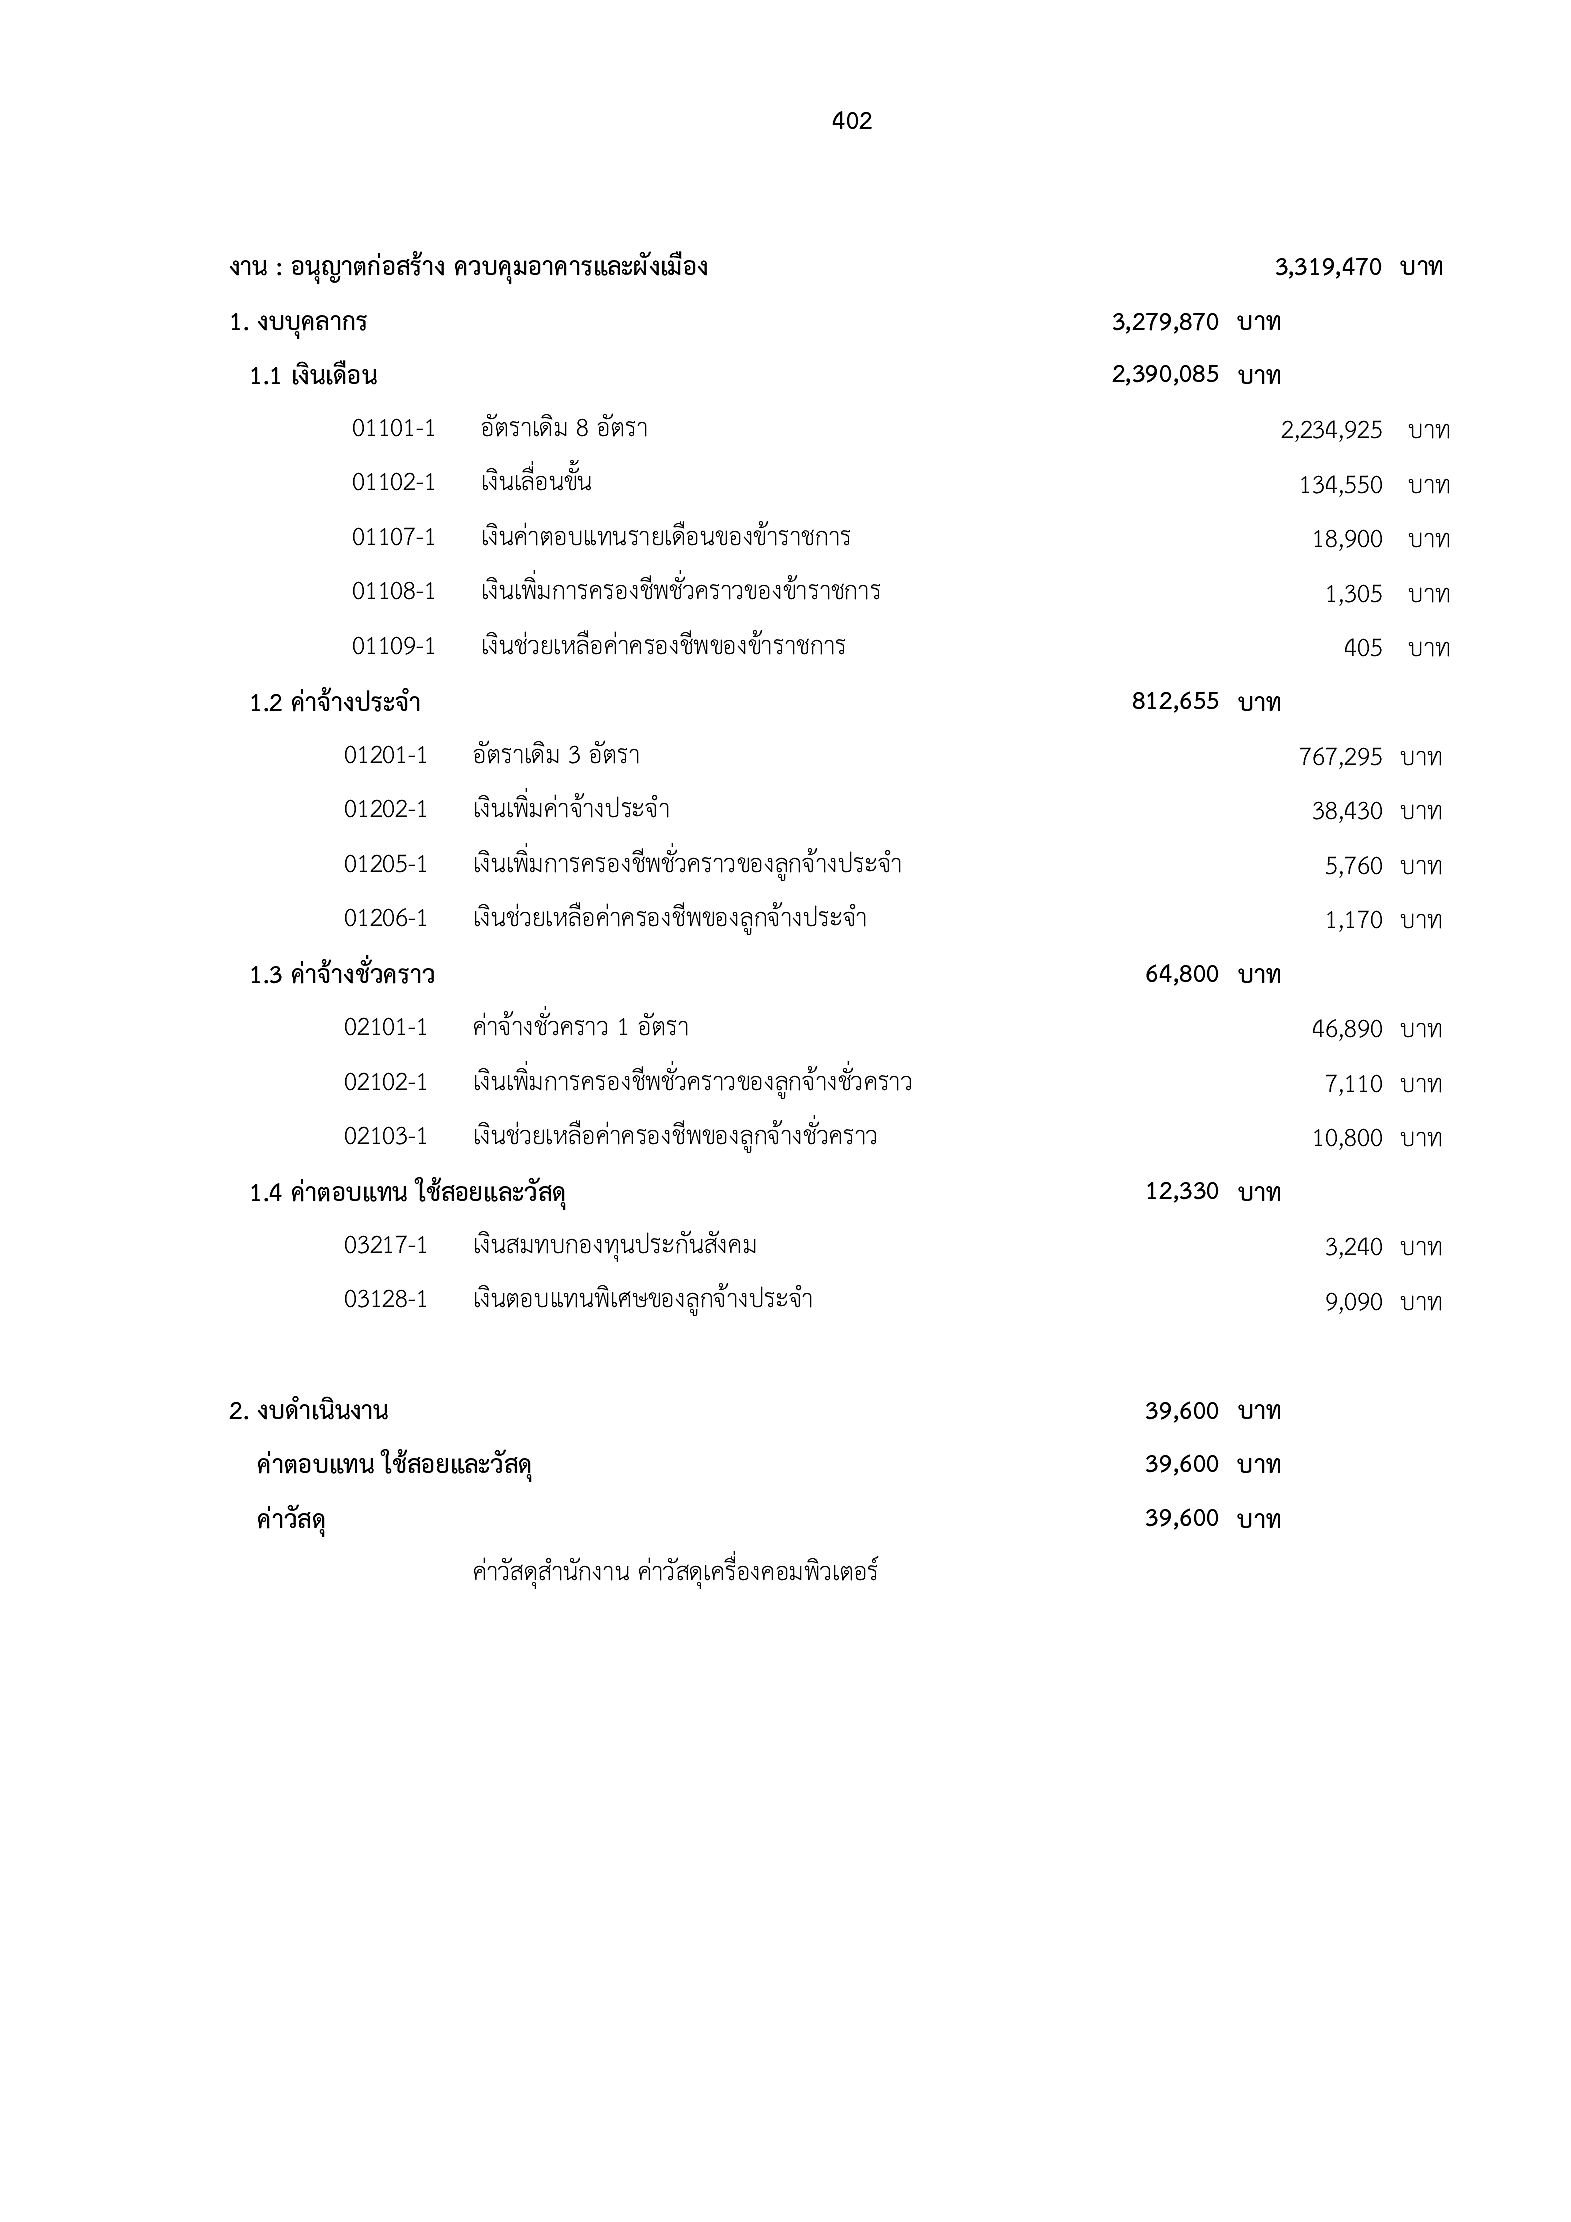 402
งาน : อนุญาตก่อสร้าง ควบคุมอาคารและผังเมือง 3,319,470 บาท
1. งบบุคลากร 3,279,870 บาท
1.1 เงินเดือน 2,390,085 บาท
01101-1 อัตราเดิม 8 อัตรา 2,234,925 บาท
01102-1 เงินเลื่อนขั้น 134,550 บาท
01107-1 เงินค่าตอบแทนรายเดือนของข้าราชการ 18,900 บาท
01108-1 เงินเพิ่มการครองชีพชั่วคราวของข้าราชการ 1,305 บาท
01109-1 เงินช่วยเหลือค่าครองชีพของข้าราชการ 405 บาท
1.2 ค่าจ้างประจำ 812,655 บาท
01201-1 อัตราเดิม 3 อัตรา 767,295 บาท
01202-1 เงินเพิ่มค่าจ้างประจำ 38,430 บาท
01205-1 เงินเพิ่มการครองชีพชั่วคราวของลูกจ้างประจำ 5,760 บาท
01206-1 เงินช่วยเหลือค่าครองชีพของลูกจ้างประจำ 1,170 บาท
1.3 ค่าจ้างชั่วคราว 64,800 บาท
02101-1 ค่าจ้างชั่วคราว 1 อัตรา 46,890 บาท
02102-1 เงินเพิ่มการครองชีพชั่วคราวของลูกจ้างชั่วคราว 7,110 บาท
02103-1 เงินช่วยเหลือค่าครองชีพของลูกจ้างชั่วคราว 10,800 บาท
1.4 ค่าตอบแทน ใช้สอยและวัสดุ 12,330 บาท
03217-1 เงินสมทบกองทุนประกันสังคม 3,240 บาท
03128-1 เงินตอบแทนพิเศษของลูกจ้างประจำ 9,090 บาท
2. งบดำเนินงาน 39,600 บาท
ค่าตอบแทน ใช้สอยและวัสดุ 39,600 บาท
ค่าวัสดุ 39,600 บาท
ค่าวัสดุสำนักงาน ค่าวัสดุเครื่องคอมพิวเตอร์